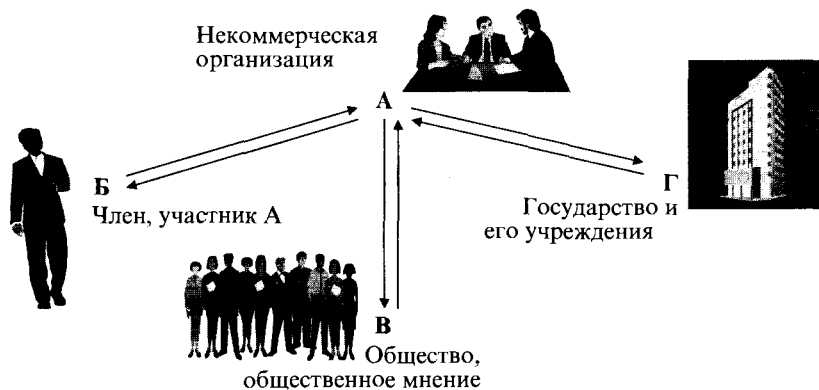 Некоммерческая
организация
А
Б
Член, участник А
Г
Государство и
его учреждения
В
Общество,
общественное мнение